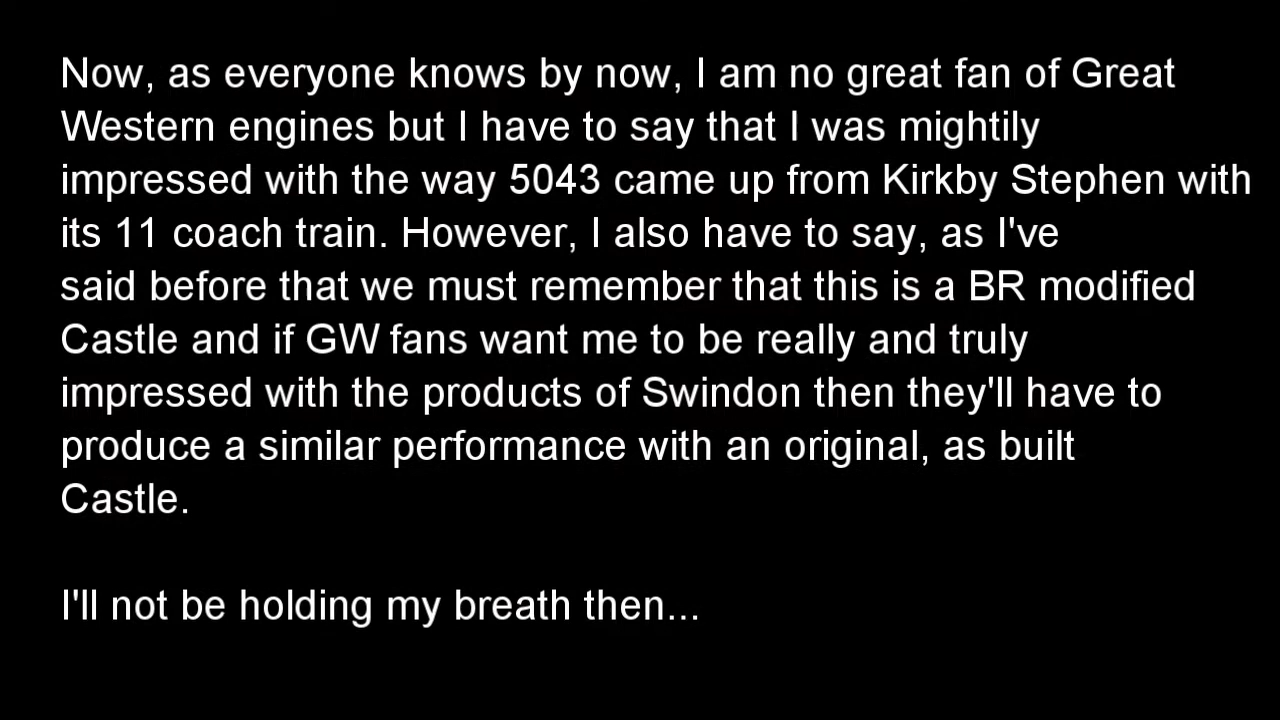 Now, as everyone knows by now, I am no great fan of Great
Western engines but I have to say that I was mightily
impressed with the way 5043 came up from Kirkby Stephen with
its 11 coach train. However, I also have to say, as I've
said before that we must remember that this is a BR modified
Castle and if GW fans want me to be really and truly
impressed with the products of Swindon then they'll have to
produce a similar performance with an original, as built
Castle.
I'll not be holding my breath then...